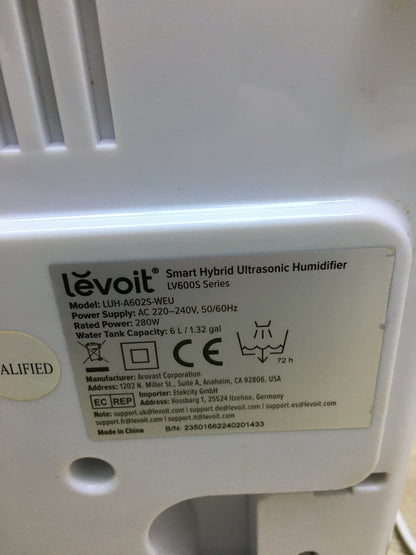 levoit® Smart Hybrid Ultrasonic Humidifier
LV600S Series
Model: LUH-A602S-WEU
Power Supply: AC 220–240V, 50/60Hz
Rated Power: 280W
Water Tank Capacity: 6 L / 1.32 gal
CE
72 h
Manufacturer: Arovast Corporation
Address: 1202 N. Miller St., Suite A, Anaheim, CA 92806, USA
EC REP
Importer: Etekcity GmbH
Address: Vossbarg 1, 25524 Itzehoe, Germany
Note: support.uk@levoit.com | support.de@levoit.com | support.es@levoit.com
support.fr@levoit.com | support.it@levoit.com
Made in China
B/N: 23501662240201433
ALIFIED